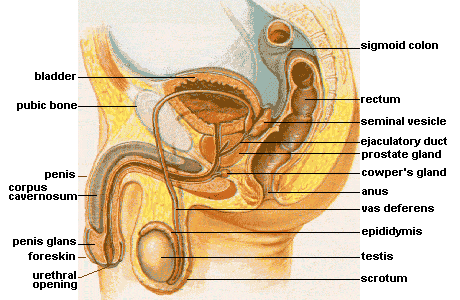 bladder
pubic bone
penis
corpus
cavernosum
penis glans
foreskin
urethral
opening
sigmoid colon
rectum
seminal vesicle
ejaculatory duct
prostate gland
cowper's gland
anus
vas deferens
epididymis
testis
scrotum